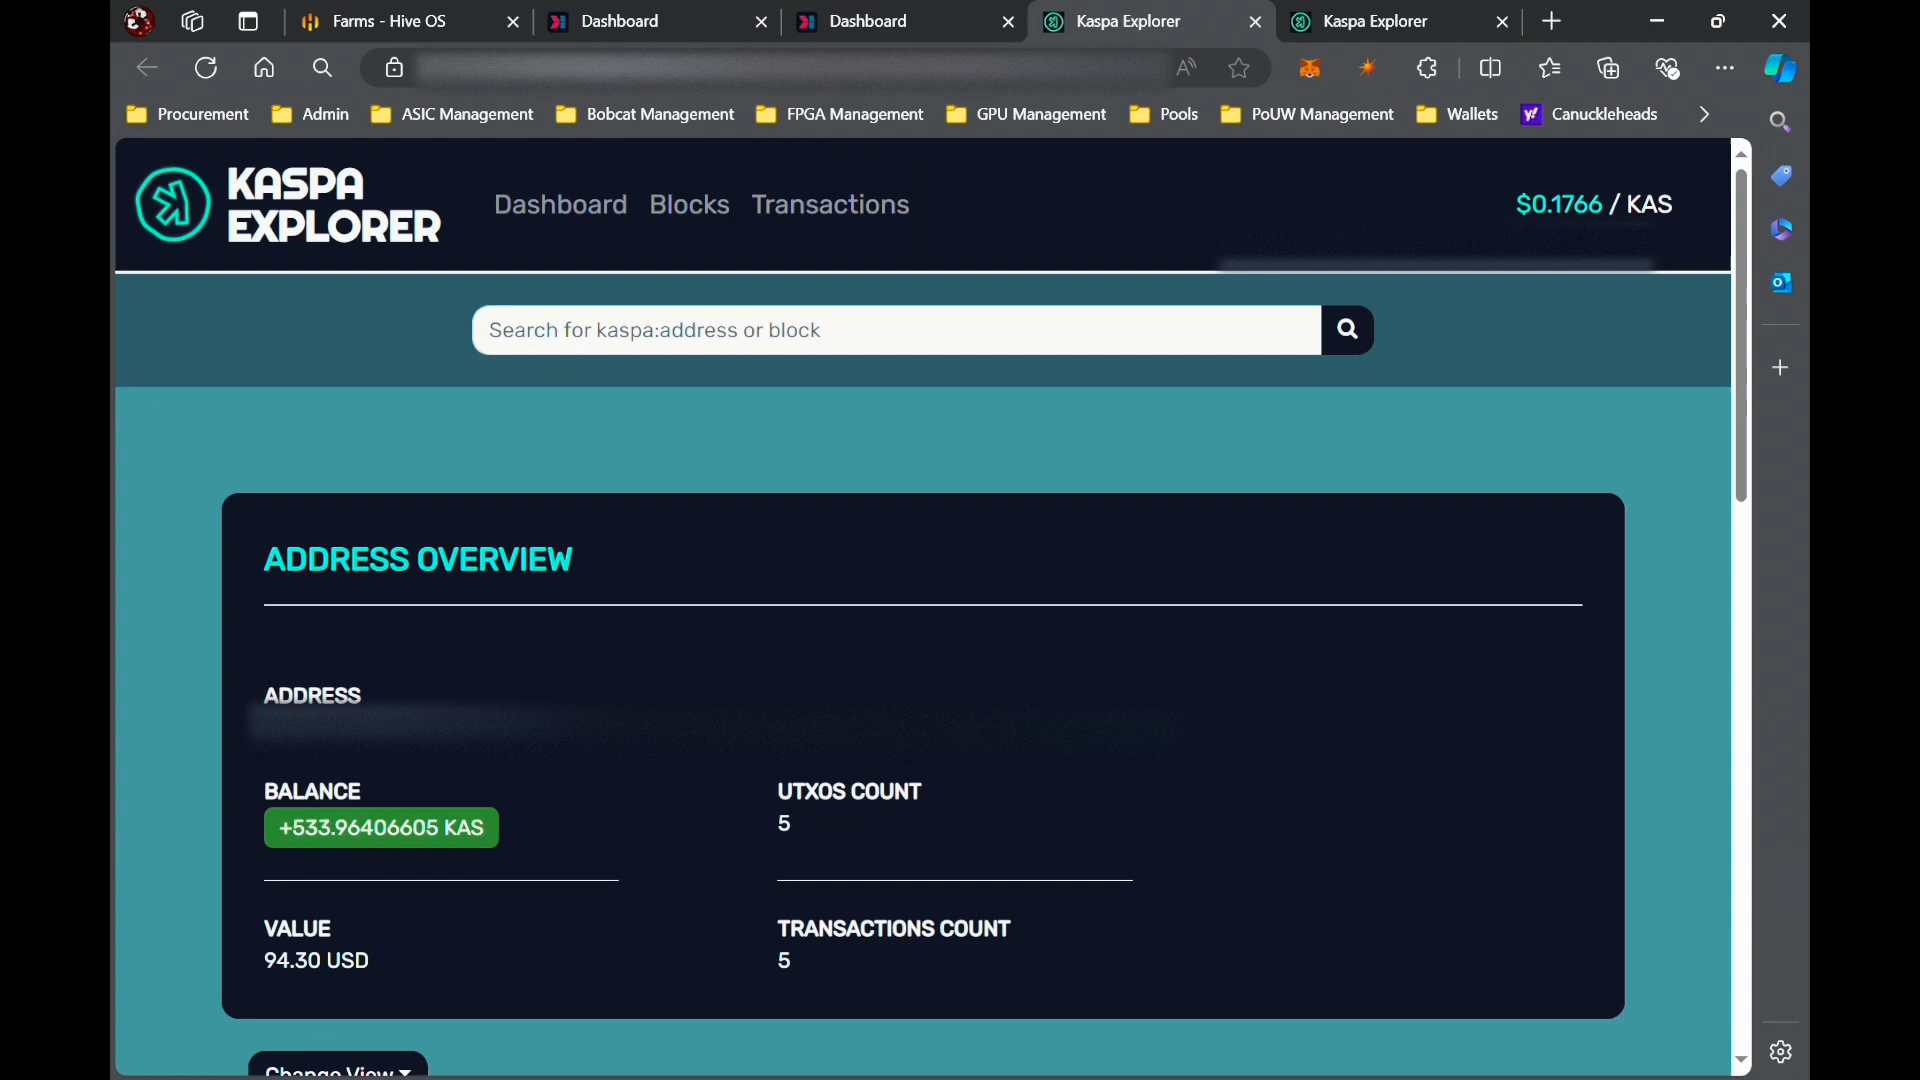 Farms - Hive OS
Dashboard
Dashboard
Kaspa Explorer
Kaspa Explorer
Procurement
Admin
ASIC Management
Bobcat Management
FPGA Management
GPU Management
Pools
PoUW Management
Wallets
Canuckleheads
KASPA
EXPLORER
Dashboard
Blocks
Transactions
$0.1766 / KAS
Search for kaspa:address or block
ADDRESS OVERVIEW
ADDRESS
BALANCE
+533.96406605 KAS
UTXOS COUNT
5
VALUE
94.30 USD
TRANSACTIONS COUNT
5
Change View